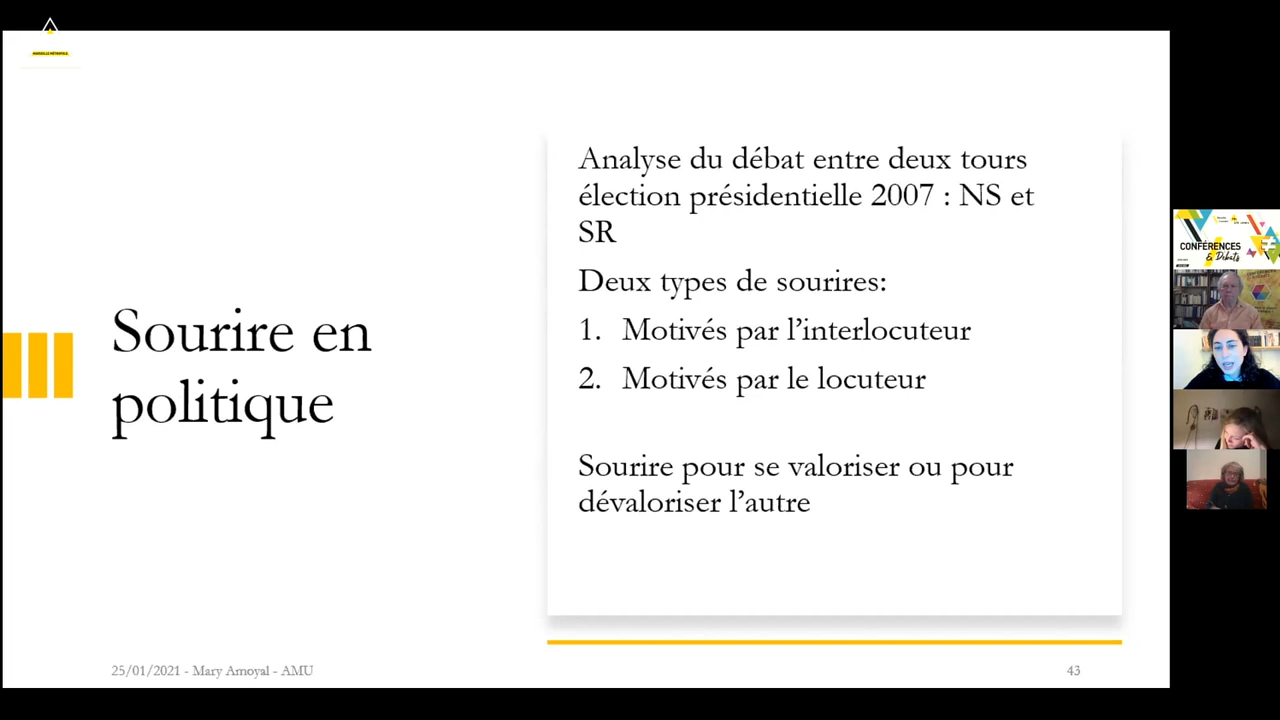 MARSEILLE MÉTROPOLE
Sourire en
politique
Analyse du débat entre deux tours
élection présidentielle 2007 : NS et
SR
Deux types de sourires:
1. Motivés par l’interlocuteur
2. Motivés par le locuteur
Sourire pour se valoriser ou pour
dévaloriser l’autre
25/01/2021 - Mary Amoyal - AMU
43
CONFÉRENCES
& Débats